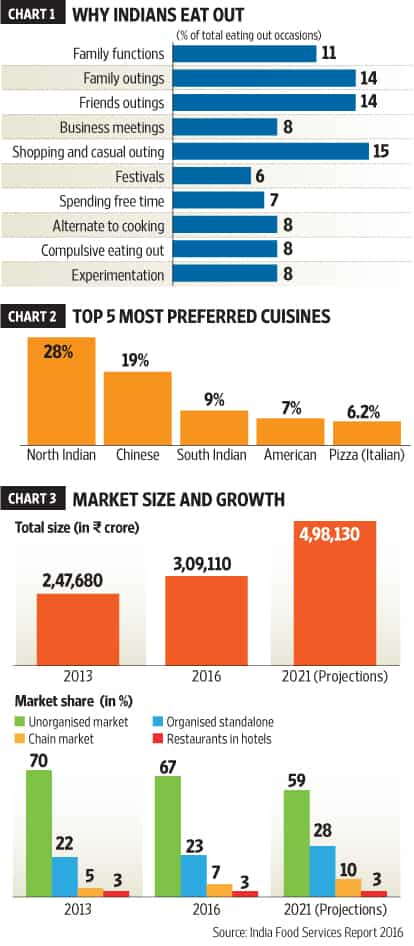 CHART 1 WHY INDIANS EAT OUT
(% of total eating out occasions)
Family functions 11
Family outings 14
Friends outings 14
Business meetings 8
Shopping and casual outing 15
Festivals 6
Spending free time 7
Alternate to cooking 8
Compulsive eating out 8
Experimentation 8
CHART 2 TOP 5 MOST PREFERRED CUISINES
28% 19% 9% 7% 6.2%
North Indian Chinese South Indian American Pizza (Italian)
CHART 3 MARKET SIZE AND GROWTH
Total size (in ₹ crore)
2,47,680 3,09,110 4,98,130
2013 2016 2021 (Projections)
Market share (in %)
Unorganised market Organised standalone
Chain market Restaurants in hotels
70 22 5 3 67 23 7 3 59 28 10 3
2013 2016 2021 (Projections)
Source: India Food Services Report 2016